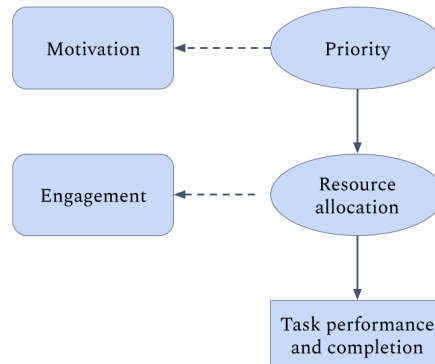 Motivation
Priority
Engagement
Resource
allocation
Task performance
and completion